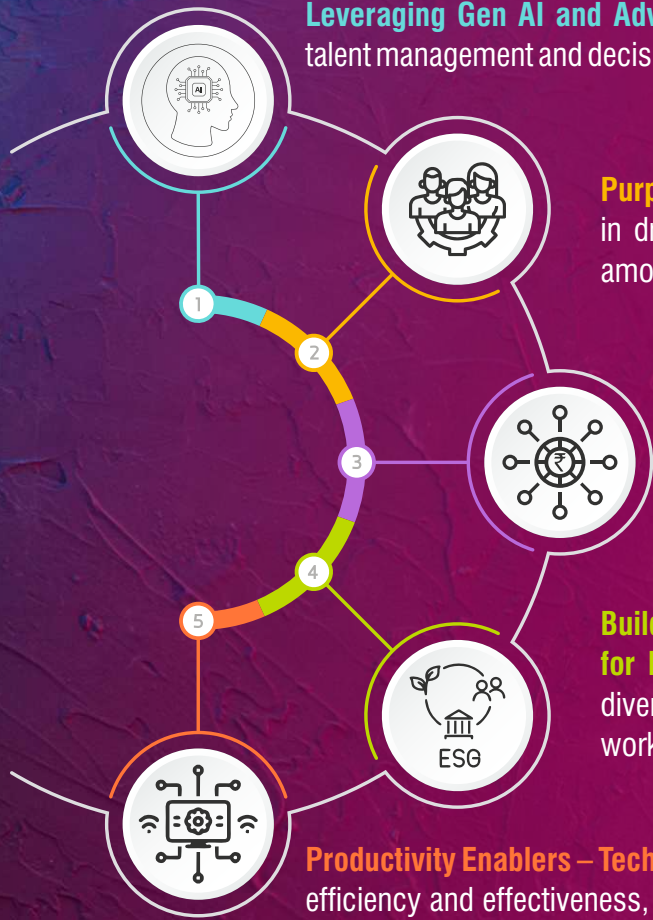 Leveraging Gen AI and Adv
talent management and decis
AI
Purp
in dr
amo
1
2
3
₹
4
5
Build
for
diver
work
ESG
Productivity Enablers – Tech
efficiency and effectiveness,